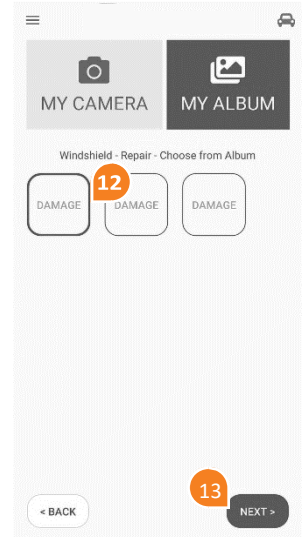 MY CAMERA MY ALBUM
Windshield - Repair - Choose from Album
12
DAMAGE DAMAGE DAMAGE
13
< BACK NEXT >